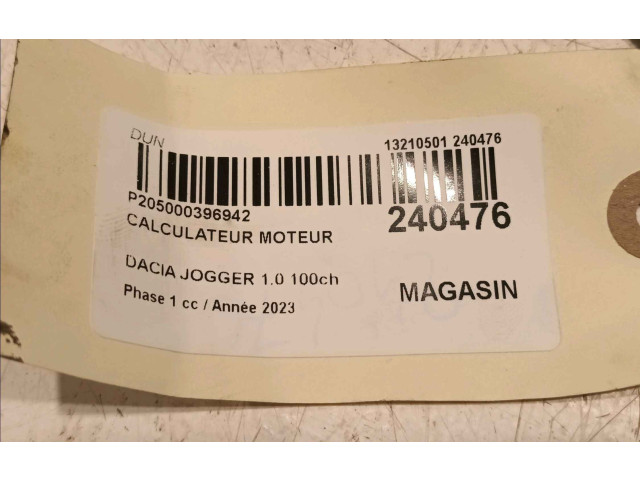 DUN
13210501 240476
P205000396942
240476
CALCULATEUR MOTEUR
DACIA JOGGER 1.0 100ch
MAGASIN
Phase 1 cc / Année 2023